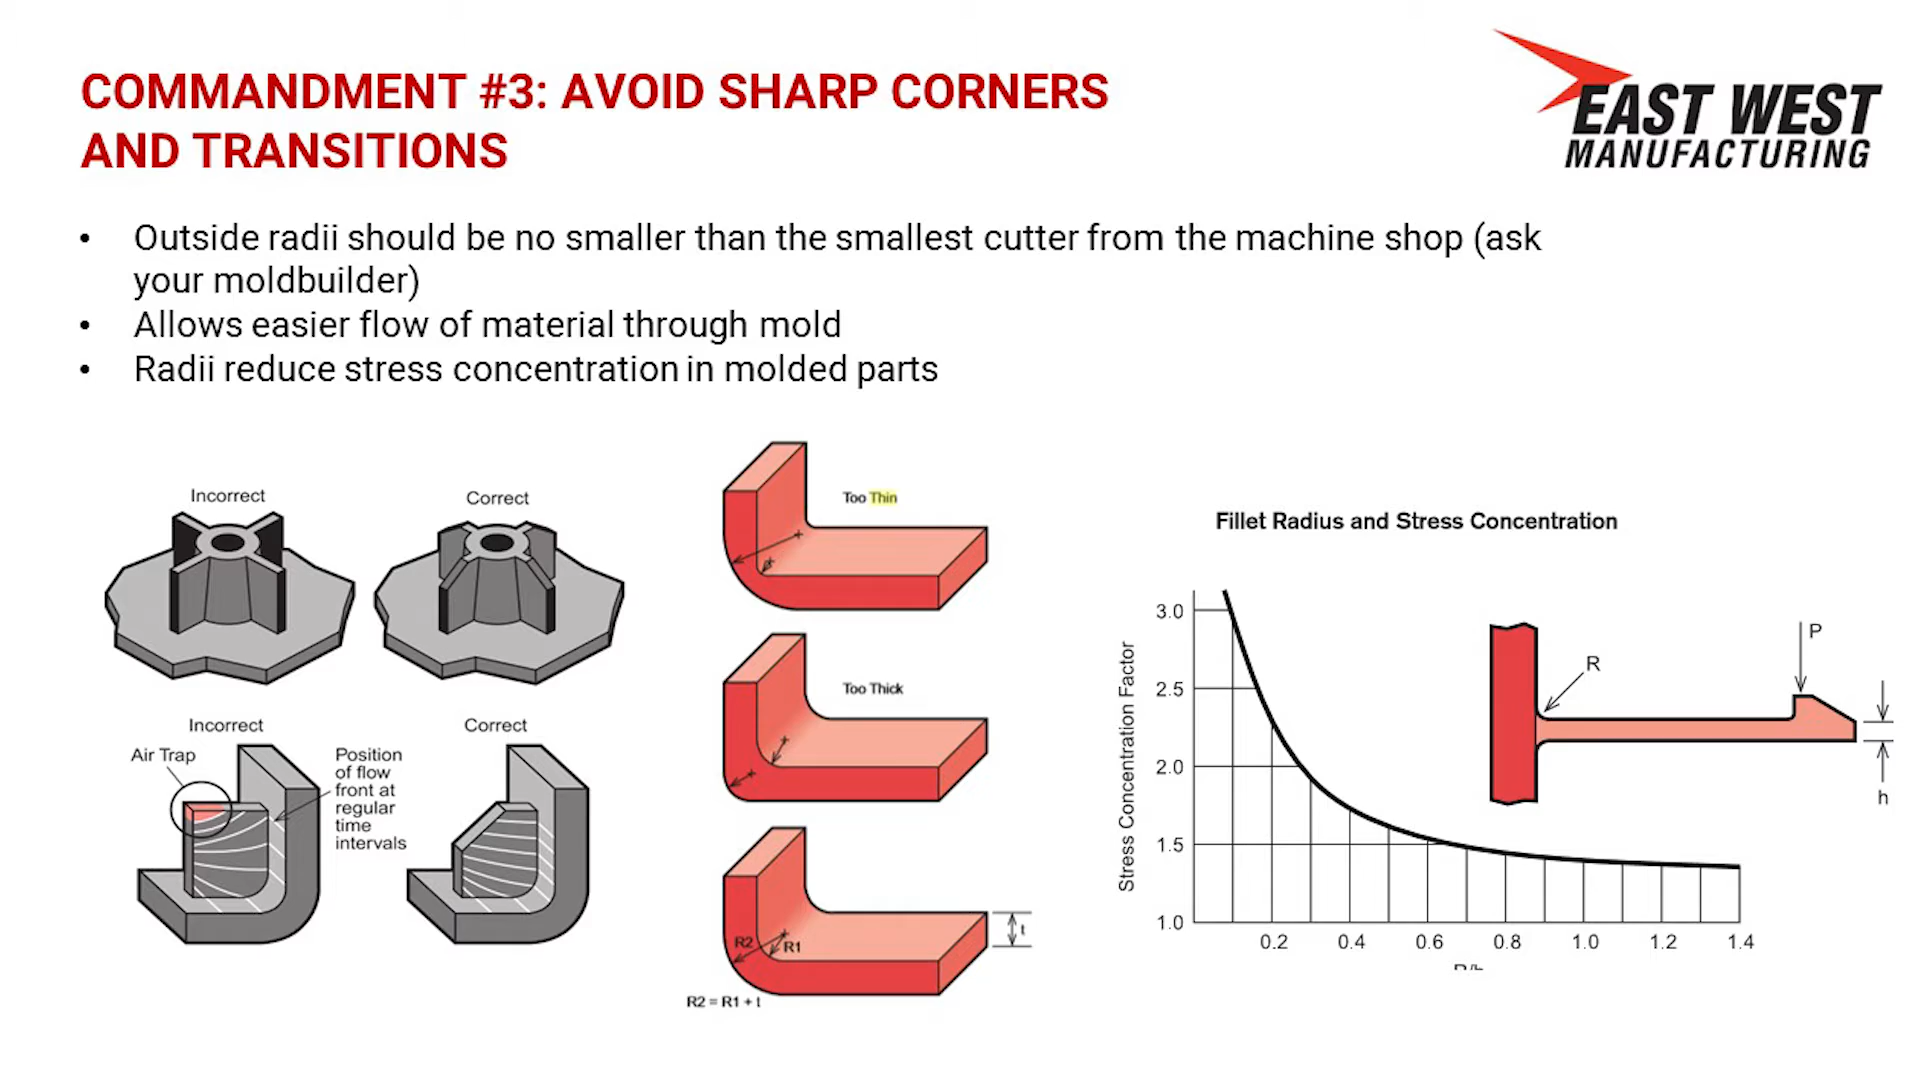 COMMANDMENT #3: AVOID SHARP CORNERS
AND TRANSITIONS
EAST WEST
MANUFACTURING
• Outside radii should be no smaller than the smallest cutter from the machine shop (ask
your moldbuilder)
• Allows easier flow of material through mold
• Radii reduce stress concentration in molded parts
Incorrect
Correct
Incorrect
Correct
Air Trap
Position
of flow
front at
regular
time
intervals
Too Thin
Too Thick
R2
R1
t
R2 = R1 + t
Fillet Radius and Stress Concentration
Stress Concentration Factor
3.0
2.5
2.0
1.5
1.0
0.2 0.4 0.6 0.8 1.0 1.2 1.4
R
P
h